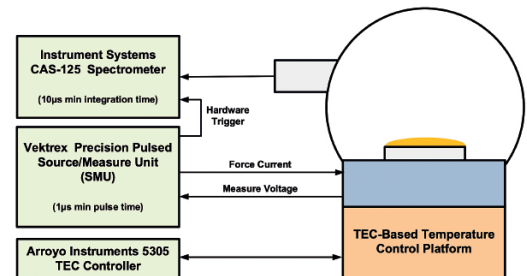 Instrument Systems
CAS-125 Spectrometer
(10µs min integration time)
Hardware
Trigger
Vektrex Precision Pulsed
Source/Measure Unit
(SMU)
(1µs min pulse time)
Force Current
Measure Voltage
TEC-Based Temperature
Control Platform
Arroyo Instruments 5305
TEC Controller